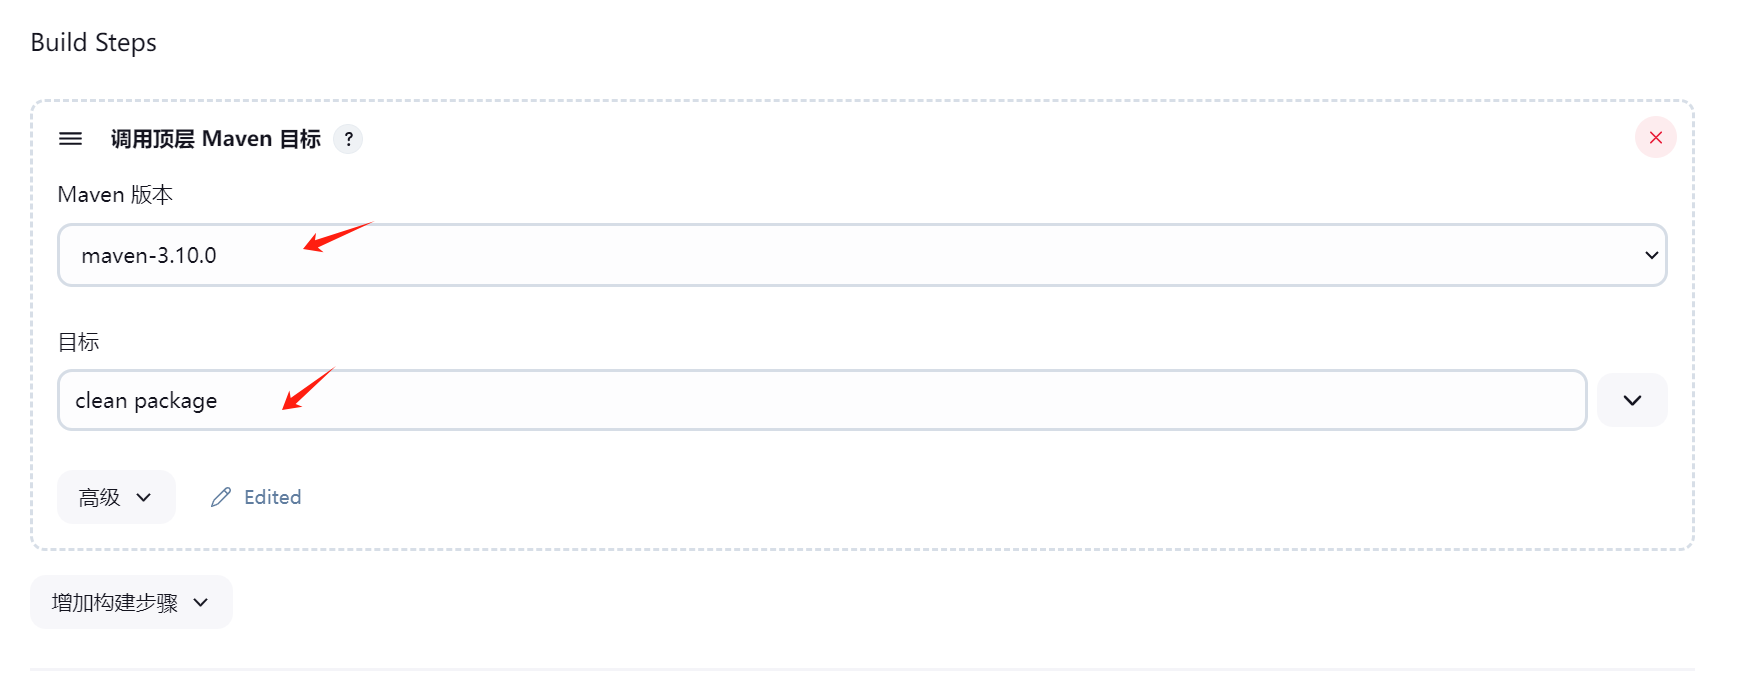 Build Steps
调用顶层 Maven 目标 ?
Maven 版本
maven-3.10.0
目标
clean package
高级
Edited
增加构建步骤